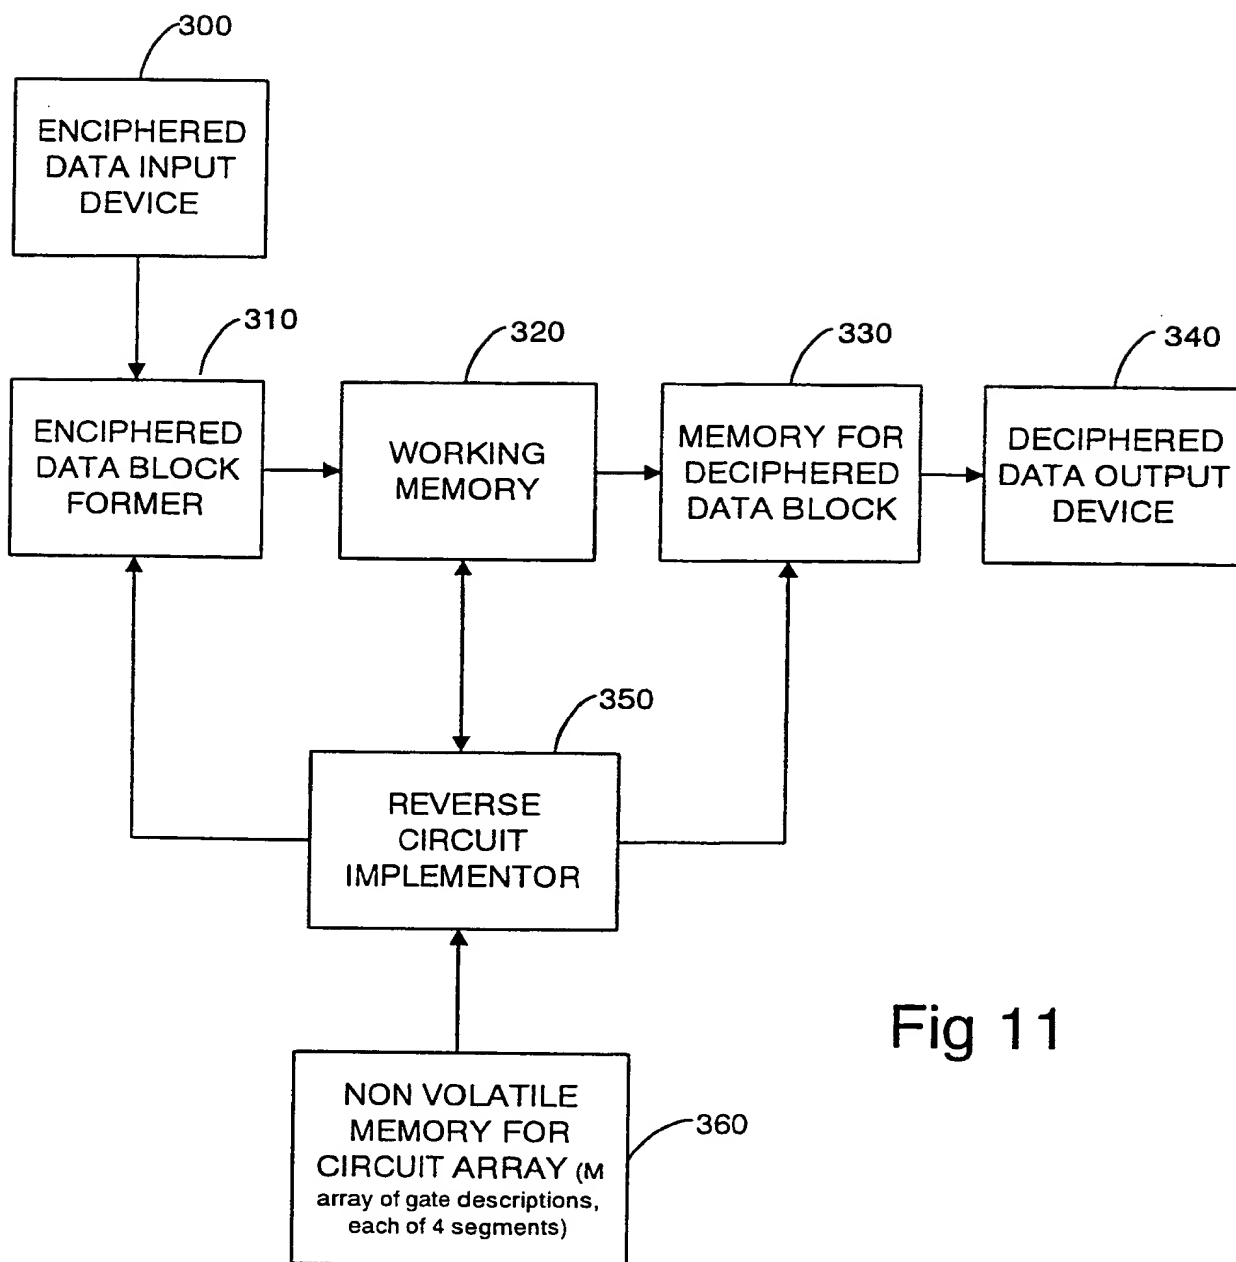 300
ENCIPHERED
DATA INPUT
DEVICE
310
ENCIPHERED
DATA BLOCK
FORMER
320
WORKING
MEMORY
330
MEMORY FOR
DECIPHERED
DATA BLOCK
340
DECIPHERED
DATA OUTPUT
DEVICE
350
REVERSE
CIRCUIT
IMPLEMENTOR
360
NON VOLATILE
MEMORY FOR
CIRCUIT ARRAY (M
array of gate descriptions,
each of 4 segments)
Fig 11